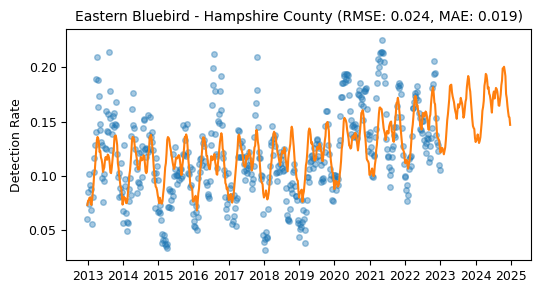 Eastern Bluebird - Hampshire County (RMSE: 0.024, MAE: 0.019)
Detection Rate
0.20
0.15
0.10
0.05
2013 2014 2015 2016 2017 2018 2019 2020 2021 2022 2023 2024 2025